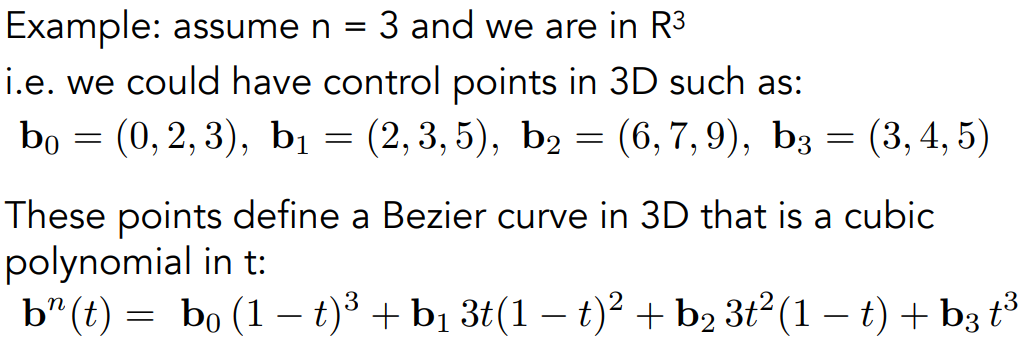 Example: assume n = 3 and we are in R³
i.e. we could have control points in 3D such as:
b₀ = (0, 2, 3), b₁ = (2, 3, 5), b₂ = (6, 7, 9), b₃ = (3, 4, 5)
These points define a Bezier curve in 3D that is a cubic
polynomial in t:
bⁿ(t) = b₀ (1 − t)³ + b₁ 3t(1 − t)² + b₂ 3t²(1 − t) + b₃ t³